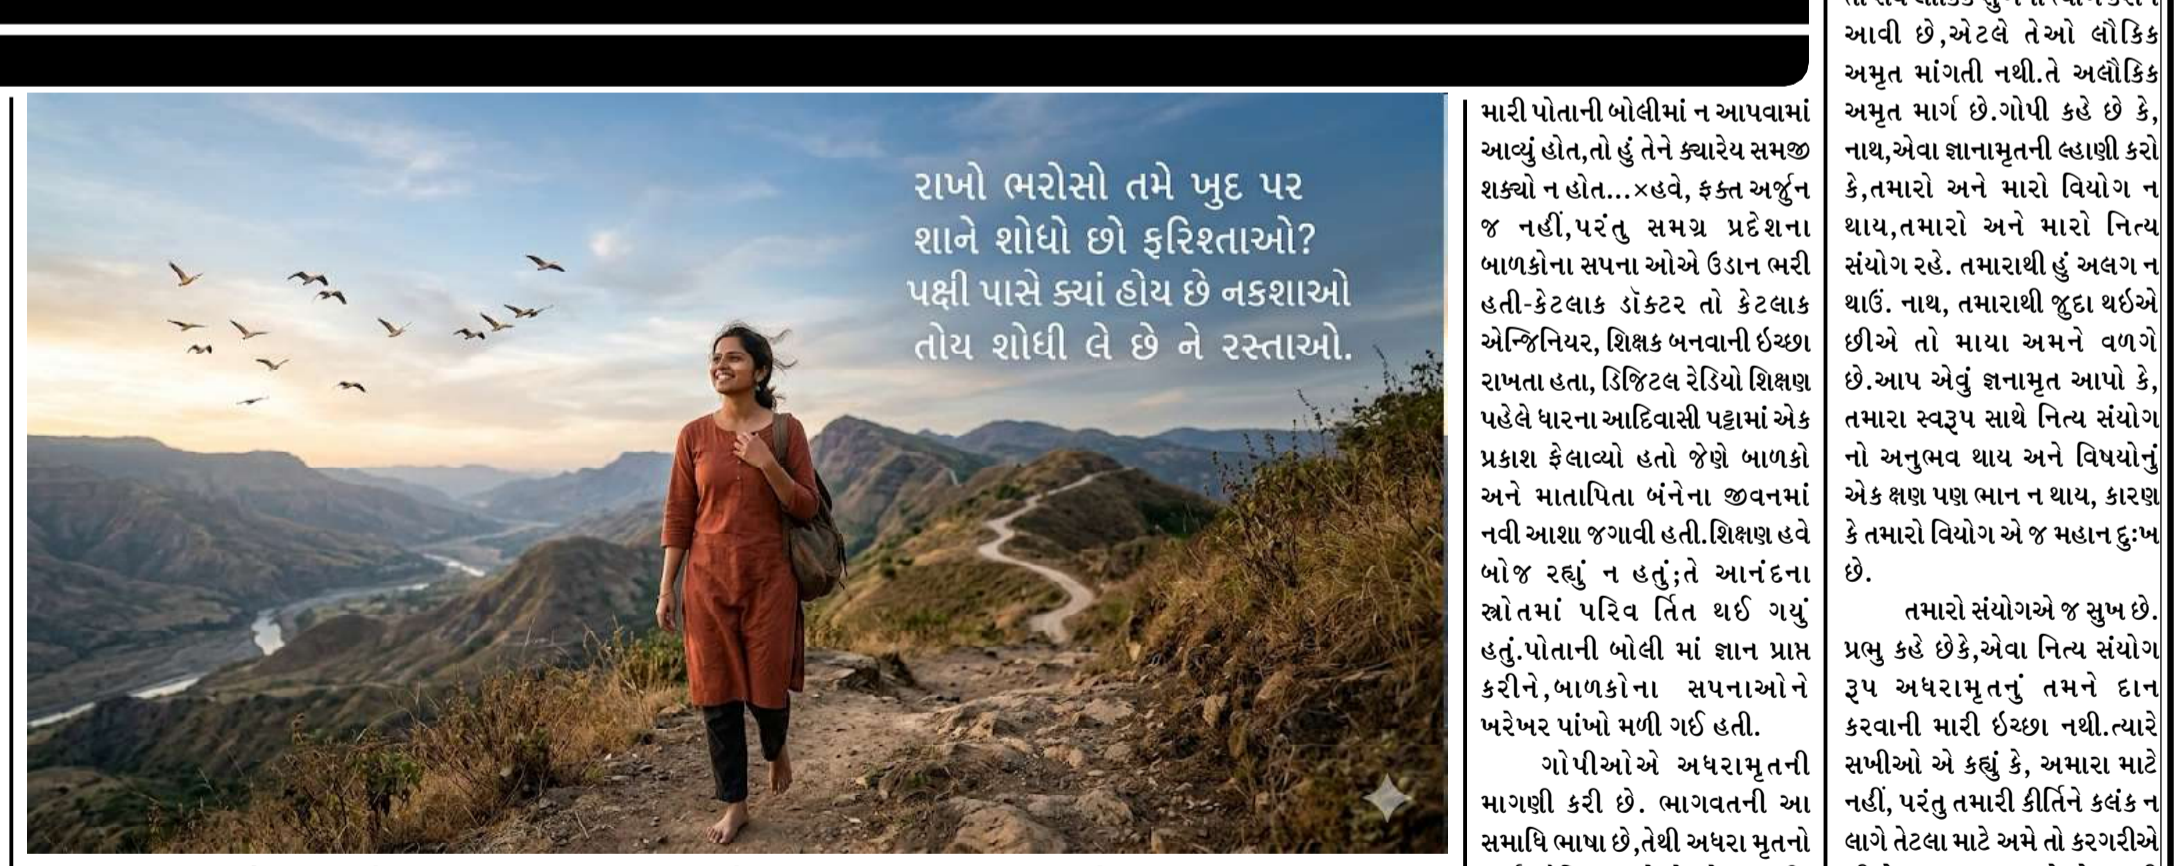 રાખો ભરોસો તમે ખુદ પર
શાને શોધો છો ફરિશ્તાઓ?
પક્ષી પાસે ક્યાં હોય છે નકશાઓ
તોય શોધી લે છે ને રસ્તાઓ.
મારી પોતાની બોલીમાં ન આપવામાં
આવ્યું હોત,તો હું તેને ક્યારેય સમજી
શક્યો ન હોત...×હવે, ફક્ત અર્જુન
જ નહીં,પરંતુ સમગ્ર પ્રદેશના
બાળકોના સપના ઓએ ઉડાન ભરી
હતી-કેટલાક ડૉક્ટર તો કેટલાક
એન્જિનિયર, શિક્ષક બનવાની ઇચ્છા
રાખતા હતા, ડિજિટલ રેડિયો શિક્ષણ
પહેલે ધારના આદિવાસી પટ્ટામાં એક
પ્રકાશ ફેલાવ્યો હતો જેણે બાળકો
અને માતાપિતા બંનેના જીવનમાં
નવી આશા જગાવી હતી.શિક્ષણ હવે
બોજ રહ્યું ન હતું;તે આનંદના
સ્ત્રોતમાં પરિવ ર્તિત થઈ ગયું
હતું.પોતાની બોલી માં જ્ઞાન પ્રાપ્ત
કરીને,બાળકોના સપનાઓને
ખરેખર પાંખો મળી ગઈ હતી.
ગોપીઓએ અધરામૃતની
માગણી કરી છે. ભાગવતની આ
સમાધિ ભાષા છે,તેથી અધરા મૃતનો
આવી છે,એટલે તેઓ લૌકિક
અમૃત માંગતી નથી.તે અલૌકિક
અમૃત માર્ગ છે.ગોપી કહે છે કે,
નાથ,એવા જ્ઞાનામૃતની લ્હાણી કરો
કે,તમારો અને મારો વિયોગ ન
થાય,તમારો અને મારો નિત્ય
સંયોગ રહે. તમારાથી હું અલગ ન
થાઉં. નાથ, તમારાથી જુદા થઇએ
છીએ તો માયા અમને વળગે
છે.આપ એવું જ્ઞનામૃત આપો કે,
તમારા સ્વરૂપ સાથે નિત્ય સંયોગ
નો અનુભવ થાય અને વિષયોનું
એક ક્ષણ પણ ભાન ન થાય, કારણ
કે તમારો વિયોગ એ જ મહાન દુઃખ
છે.
તમારો સંયોગએ જ સુખ છે.
પ્રભુ કહે છેકે,એવા નિત્ય સંયોગ
રૂપ અધરામૃતનું તમને દાન
કરવાની મારી ઇચ્છા નથી.ત્યારે
સખીઓ એ કહ્યું કે, અમારા માટે
નહીં, પરંતુ તમારી કીર્તિને કલંક ન
લાગે તેટલા માટે અમે તો કરગરીએ